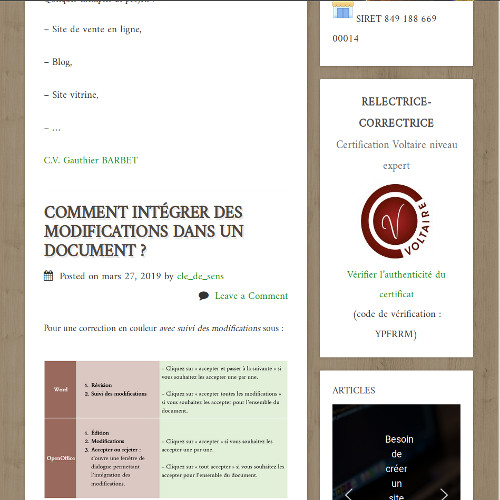 – Site de vente en ligne,
– Blog,
– Site vitrine,
– …
C.V. Gauthier BARBET
COMMENT INTÉGRER DES
MODIFICATIONS DANS UN
DOCUMENT ?
Posted on mars 27, 2019 by cle_de_sens
Leave a Comment
Pour une correction en couleur avec suivi des modifications sous :
Word
1. Révision
2. Suivi des modifications
– Cliquez sur « accepter et passer à la suivante » si
vous souhaitez les accepter une par une.
– Cliquez sur « accepter toutes les modifications »
si vous souhaitez les accepter pour l'ensemble du
document.
OpenOffice
1. Édition
2. Modifications
3. Accepter ou rejeter :
s'ouvre une fenêtre de
dialogue permettant
l'intégration des
modifications.
– Cliquez sur « accepter » si vous souhaitez les
accepter une par une.
– Cliquez sur « tout accepter » si vous souhaitez les
accepter pour l'ensemble du document.
SIRET 849 188 669
00014
RELECTRICE-
CORRECTRICE
Certification Voltaire niveau
expert
V
VOLTAIRE
Vérifier l'authenticité du
certificat
(code de vérification :
YPFRRM)
ARTICLES
Besoin
de
créer
un
site